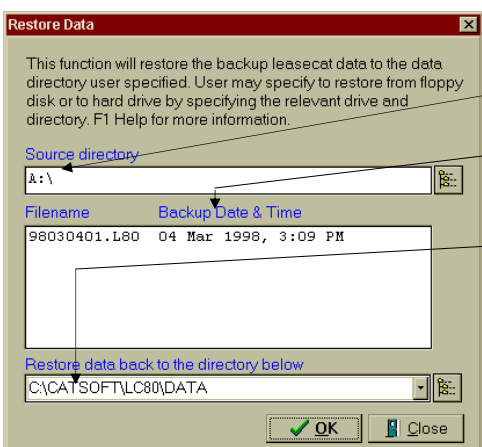 Restore Data
This function will restore the backup leasecat data to the data
directory user specified. User may specify to restore from floppy
disk or to hard drive by specifying the relevant drive and
directory. F1 Help for more information.
Source directory
A:\
Filename Backup Date & Time
98030401.L80 04 Mar 1998, 3:09 PM
Restore data back to the directory below
C:\CATSOFT\LC80\DATA
OK Close